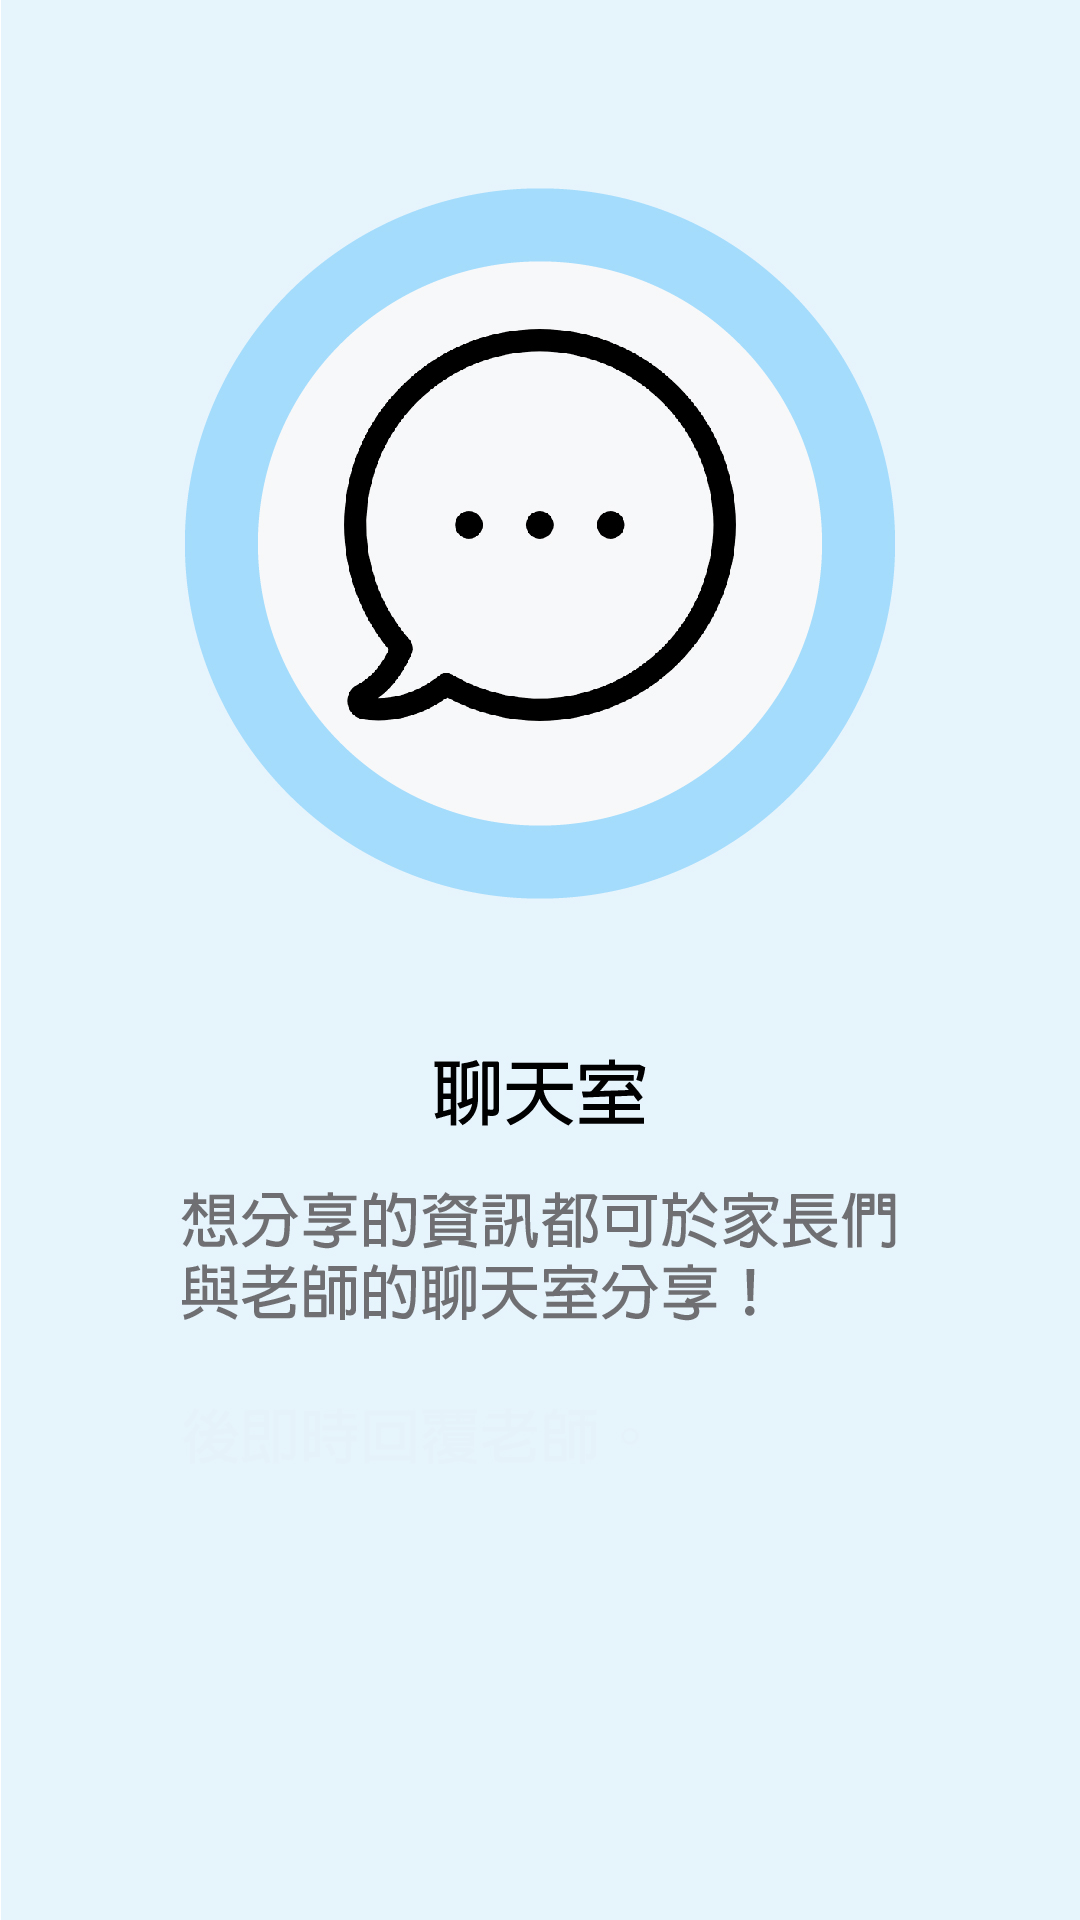 聊天室
想分享的資訊都可於家長們
與老師的聊天室分享！
後即時回覆老師。